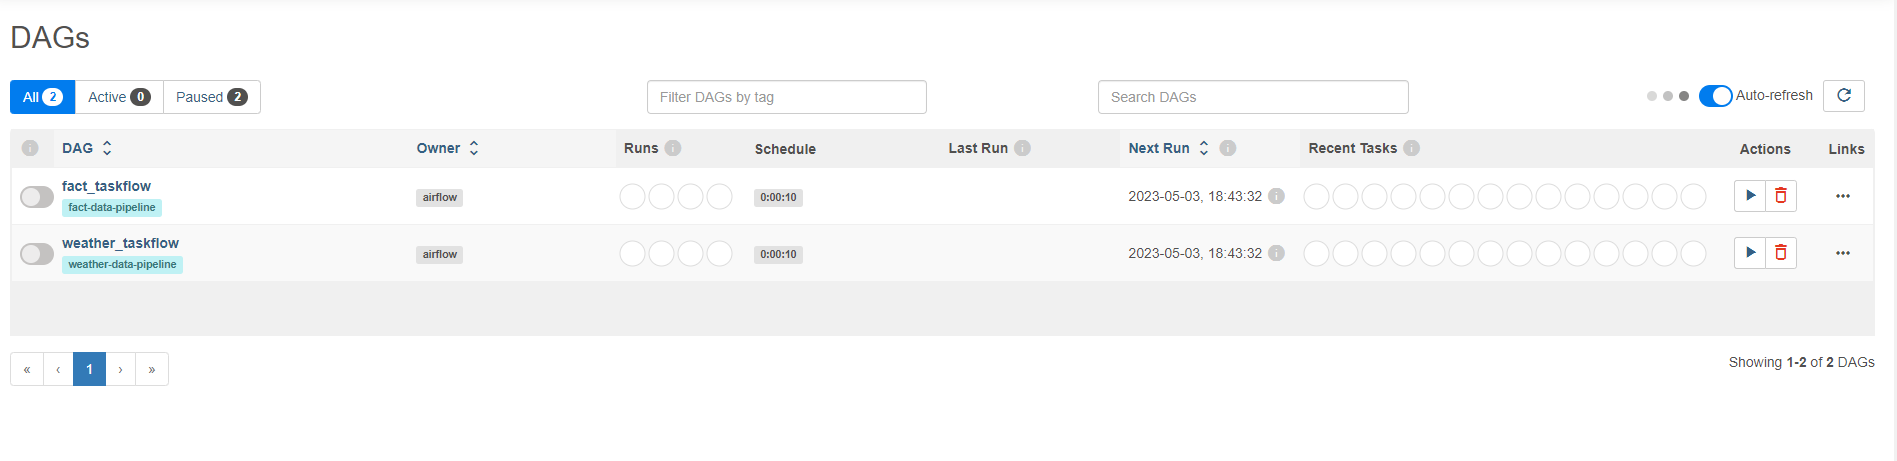 DAGs
All 2 Active 0 Paused 2 Filter DAGs by tag Search DAGs Auto-refresh
DAG Owner Runs Schedule Last Run Next Run Recent Tasks Actions Links
fact_taskflow
fact-data-pipeline airflow 0:00:10 2023-05-03, 18:43:32
weather_taskflow
weather-data-pipeline airflow 0:00:10 2023-05-03, 18:43:32
« ‹ 1 › » Showing 1-2 of 2 DAGs